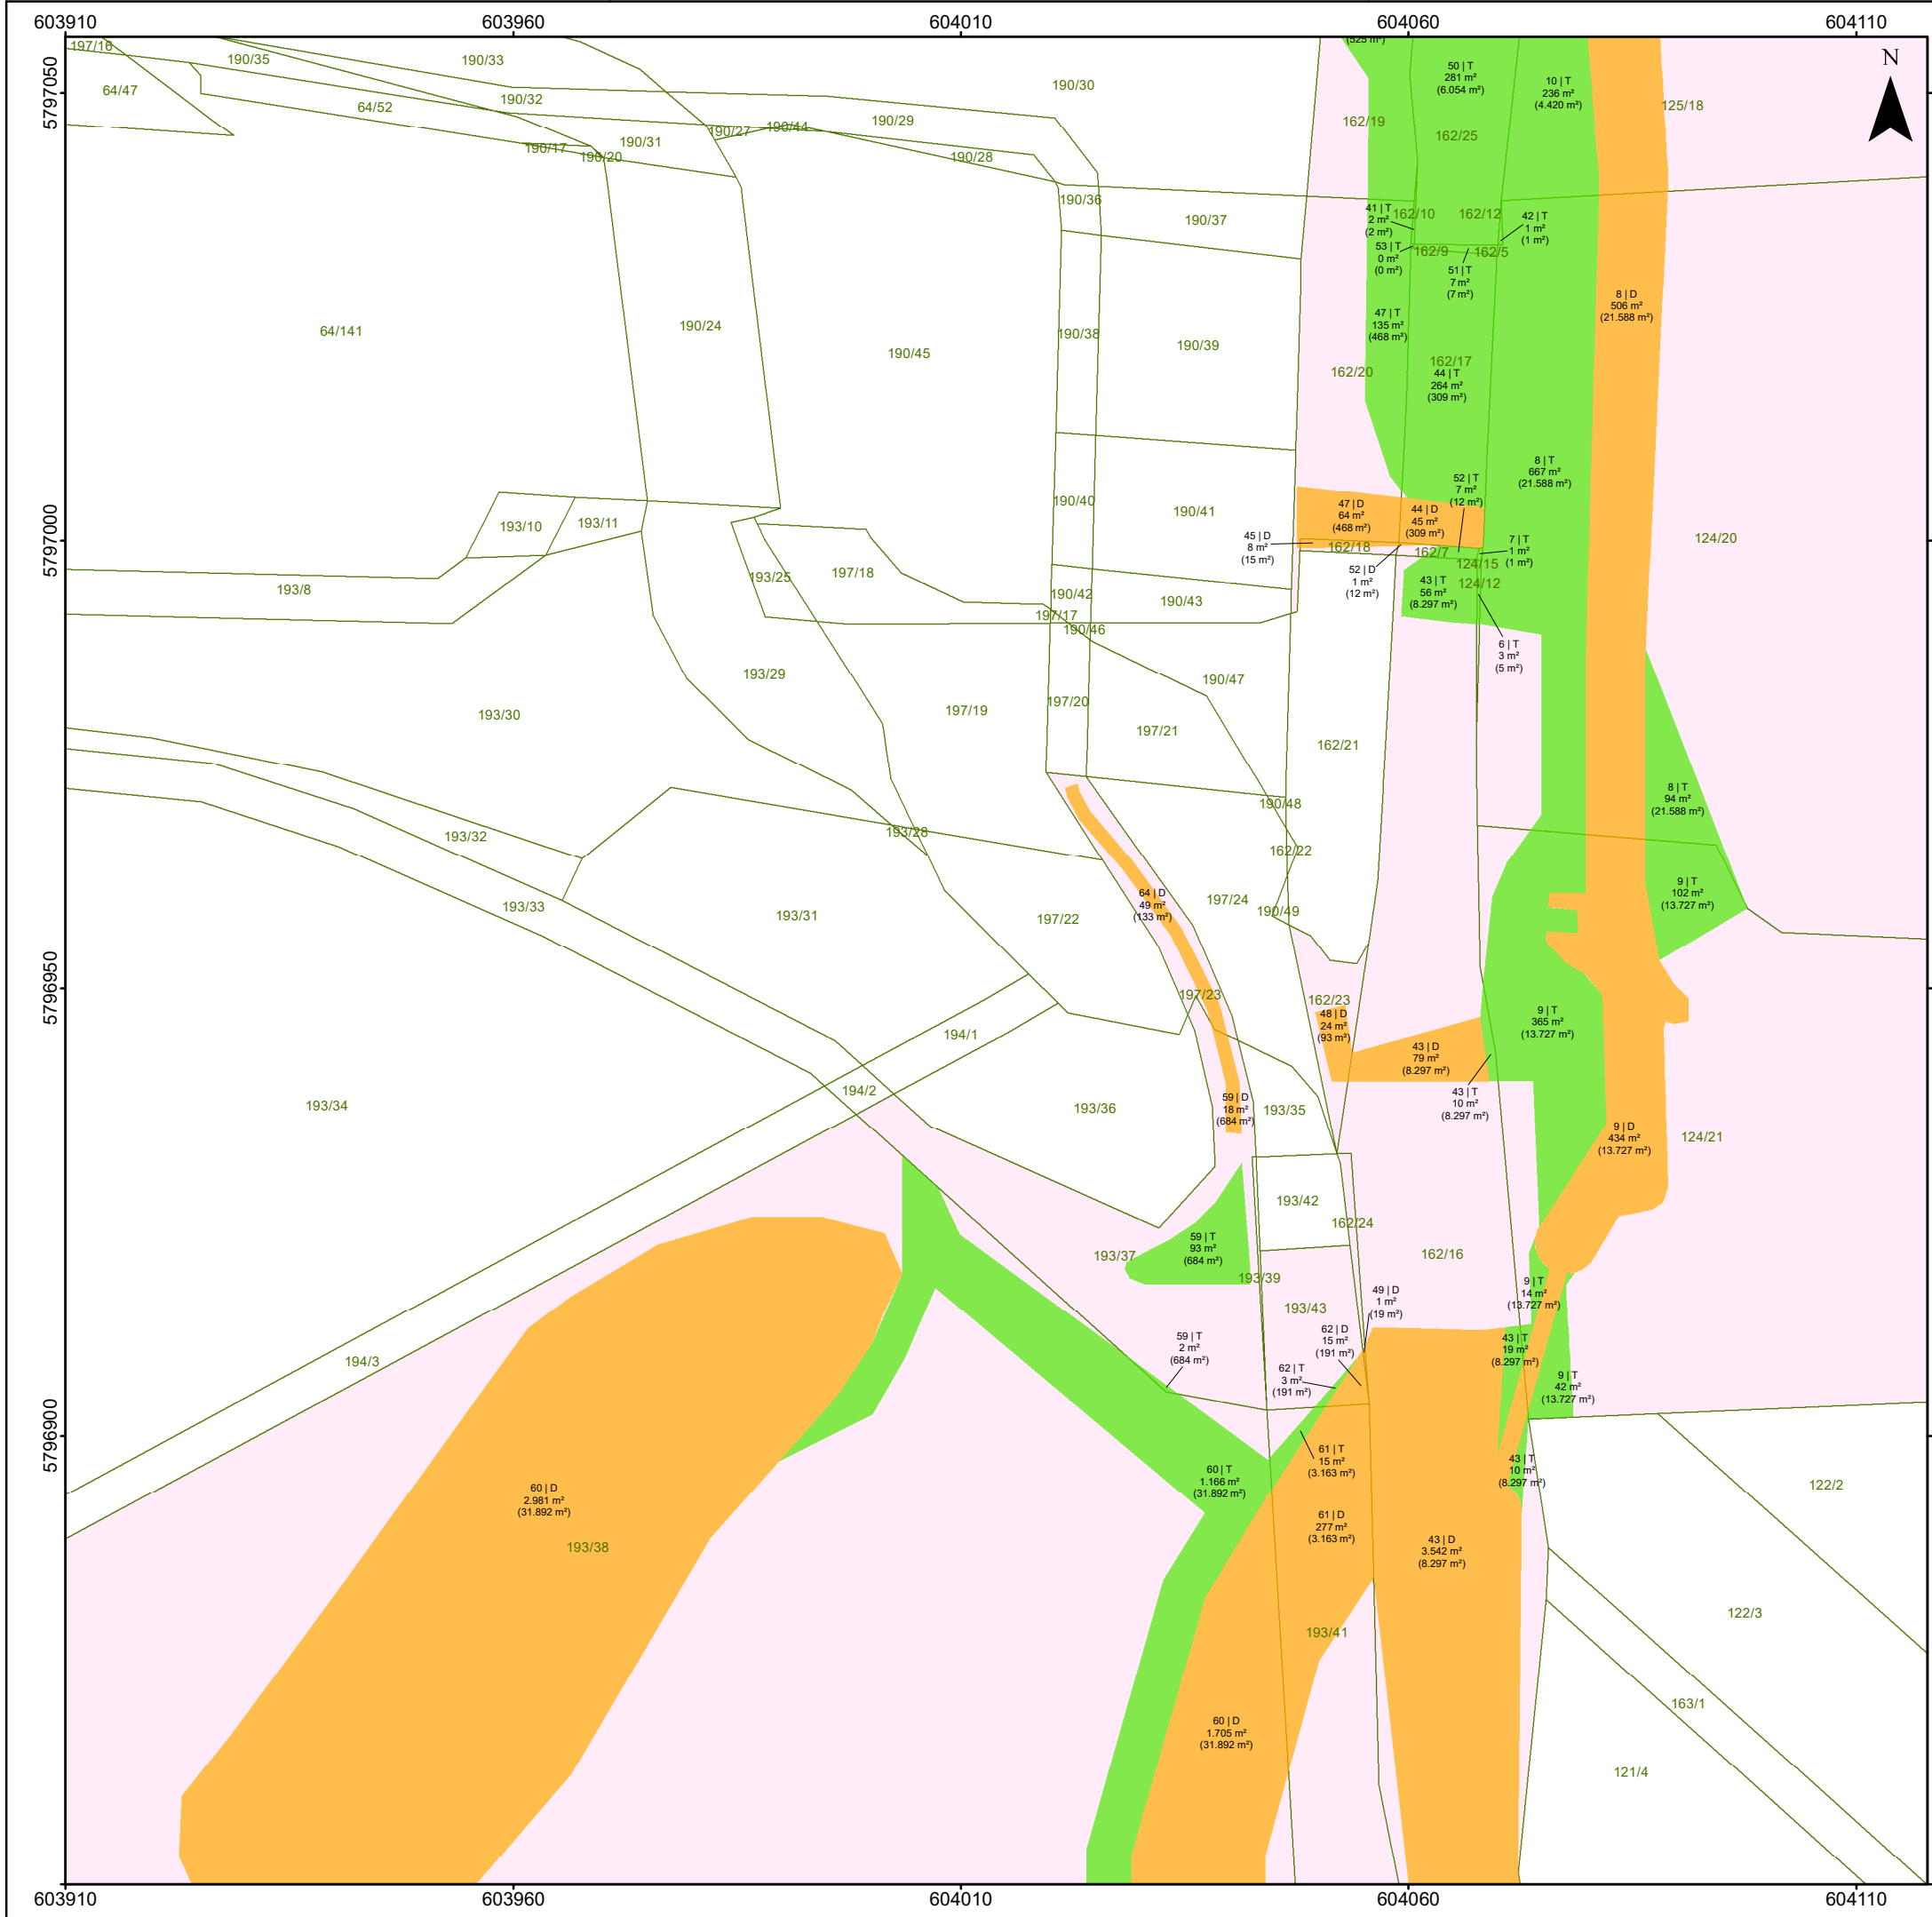 603910
603960
604010
604060
604110
N
5797050
5797000
5796950
5796900
197/16
190/35
190/33
190/30
(525 m²)
50 | T
281 m²
(6.054 m²)
10 | T
236 m²
(4.420 m²)
125/18
64/47
64/52
190/32
190/29
190/27
190/44
162/19
162/25
190/17
190/20
190/31
190/28
190/36
190/37
41 | T
2 m²
(2 m²)
162/10
162/12
42 | T
1 m²
(1 m²)
53 | T
0 m²
(0 m²)
162/9
162/5
51 | T
7 m²
(7 m²)
8 | D
506 m²
(21.588 m²)
64/141
190/24
190/45
190/38
190/39
47 | T
135 m²
(468 m²)
162/20
162/17
44 | T
264 m²
(309 m²)
8 | T
667 m²
(21.588 m²)
52 | T
7 m²
(12 m²)
193/10
193/11
190/40
190/41
47 | D
64 m²
(468 m²)
44 | D
45 m²
(309 m²)
124/20
45 | D
8 m²
(15 m²)
162/18
162/7
7 | T
1 m²
(1 m²)
124/15
124/12
52 | D
1 m²
(12 m²)
43 | T
56 m²
(8.297 m²)
193/8
193/25
197/18
190/42
190/43
197/17
190/46
6 | T
3 m²
(5 m²)
193/29
190/47
193/30
197/19
197/20
197/21
162/21
8 | T
94 m²
(21.588 m²)
190/48
193/32
193/28
162/22
9 | T
102 m²
(13.727 m²)
64 | D
49 m²
(133 m²)
193/33
193/31
197/22
197/24
190/49
197/23
162/23
48 | D
24 m²
(93 m²)
9 | T
365 m²
(13.727 m²)
194/1
43 | D
79 m²
(8.297 m²)
194/2
43 | T
10 m²
(8.297 m²)
193/34
193/36
59 | D
18 m²
(684 m²)
193/35
9 | D
434 m²
(13.727 m²)
124/21
193/42
162/24
193/37
59 | T
93 m²
(684 m²)
162/16
193/39
193/43
49 | D
1 m²
(19 m²)
9 | T
14 m²
(13.727 m²)
59 | T
2 m²
(684 m²)
62 | D
15 m²
(191 m²)
62 | T
3 m²
(191 m²)
43 | T
19 m²
(8.297 m²)
9 | T
42 m²
(13.727 m²)
194/3
61 | T
15 m²
(3.163 m²)
60 | T
1.166 m²
(31.892 m²)
43 | T
10 m²
(8.297 m²)
122/2
60 | D
2.981 m²
(31.892 m²)
193/38
61 | D
277 m²
(3.163 m²)
43 | D
3.542 m²
(8.297 m²)
122/3
193/41
163/1
60 | D
1.705 m²
(31.892 m²)
121/4
603910
603960
604010
604060
604110